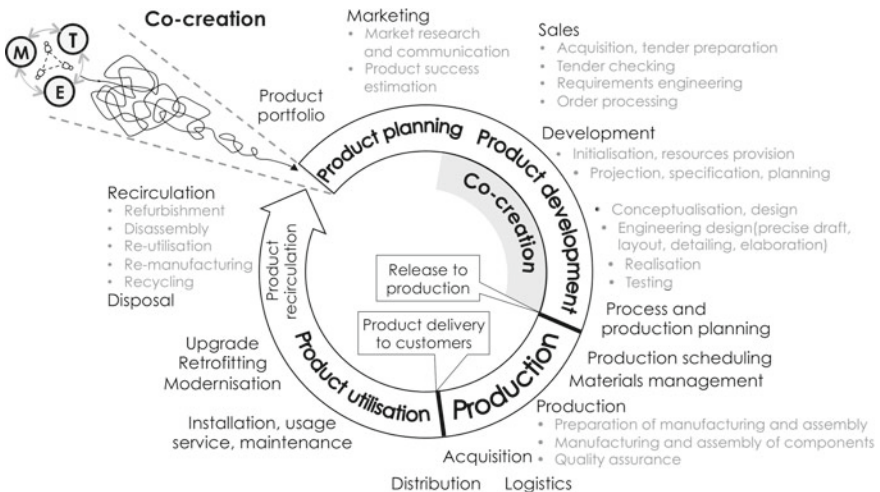 Co-creation
M
T
E
Marketing
• Market research
and communication
• Product success
estimation
Sales
• Acquisition, tender preparation
• Tender checking
• Requirements engineering
• Order processing
Product
portfolio
Product planning
Product development
Co-creation
Development
• Initialisation, resources provision
• Projection, specification, planning
• Conceptualisation, design
• Engineering design(precise draft,
layout, detailing, elaboration)
• Realisation
• Testing
Recirculation
• Refurbishment
• Disassembly
• Re-utilisation
• Re-manufacturing
• Recycling
Disposal
Product
recirculation
Release to
production
Product delivery
to customers
Process and
production planning
Production scheduling
Materials management
Upgrade
Retrofitting
Modernisation
Product utilisation
Production
Installation, usage
service, maintenance
Production
• Preparation of manufacturing and assembly
• Manufacturing and assembly of components
• Quality assurance
Acquisition
Distribution
Logistics